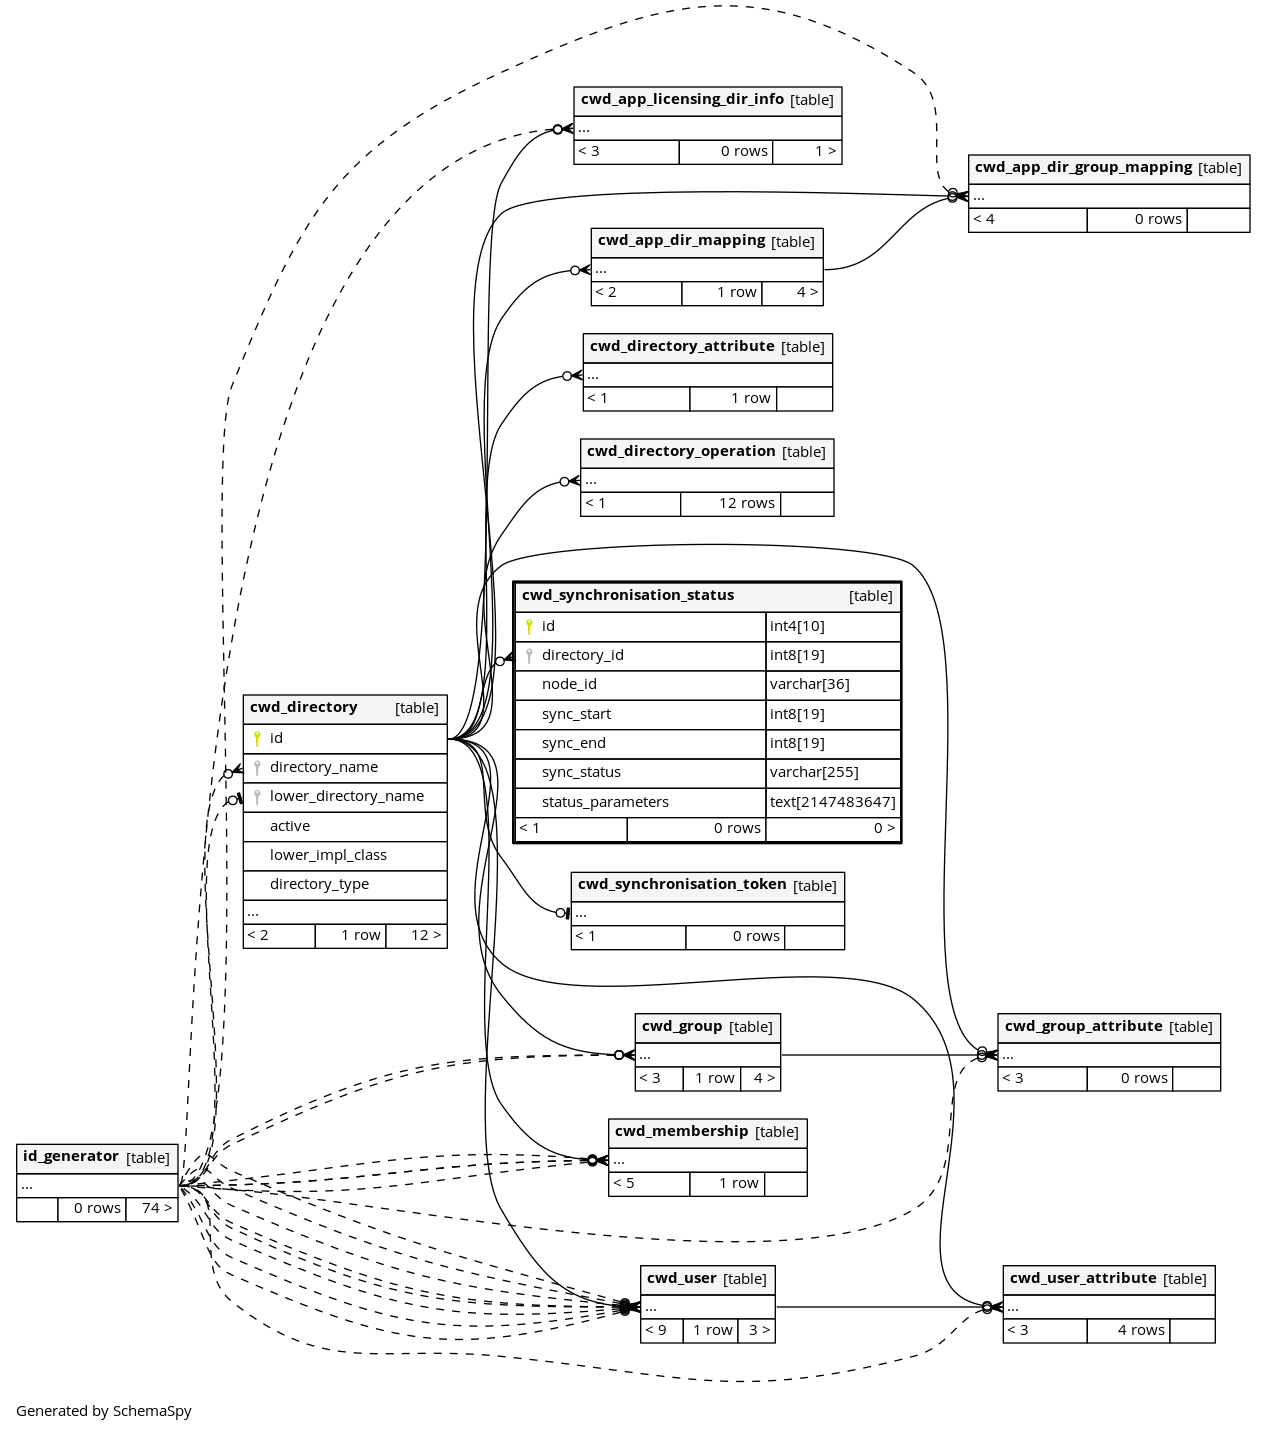 cwd_app_licensing_dir_info [table]
...
< 3 0 rows 1 >
cwd_app_dir_group_mapping [table]
...
< 4 0 rows
cwd_app_dir_mapping [table]
...
< 2 1 row 4 >
cwd_directory_attribute [table]
...
< 1 1 row
cwd_directory_operation [table]
...
< 1 12 rows
cwd_synchronisation_status [table]
id int4[10]
directory_id int8[19]
node_id varchar[36]
sync_start int8[19]
sync_end int8[19]
sync_status varchar[255]
status_parameters text[2147483647]
< 1 0 rows 0 >
cwd_directory [table]
id
directory_name
lower_directory_name
active
lower_impl_class
directory_type
...
< 2 1 row 12 >
cwd_synchronisation_token [table]
...
< 1 0 rows
cwd_group [table]
...
< 3 1 row 4 >
cwd_group_attribute [table]
...
< 3 0 rows
cwd_membership [table]
...
< 5 1 row
id_generator [table]
...
0 rows 74 >
cwd_user [table]
...
< 9 1 row 3 >
cwd_user_attribute [table]
...
< 3 4 rows
Generated by SchemaSpy